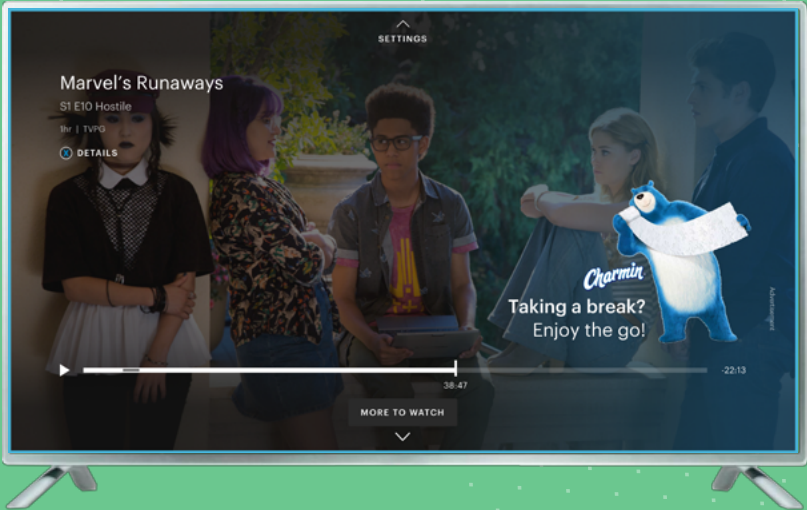 SETTINGS
Marvel's Runaways
S1 E10 Hostile
1hr | TVPG
X DETAILS
Charmin
Taking a break?
Enjoy the go!
Advertisement
-22:13
38:47
MORE TO WATCH